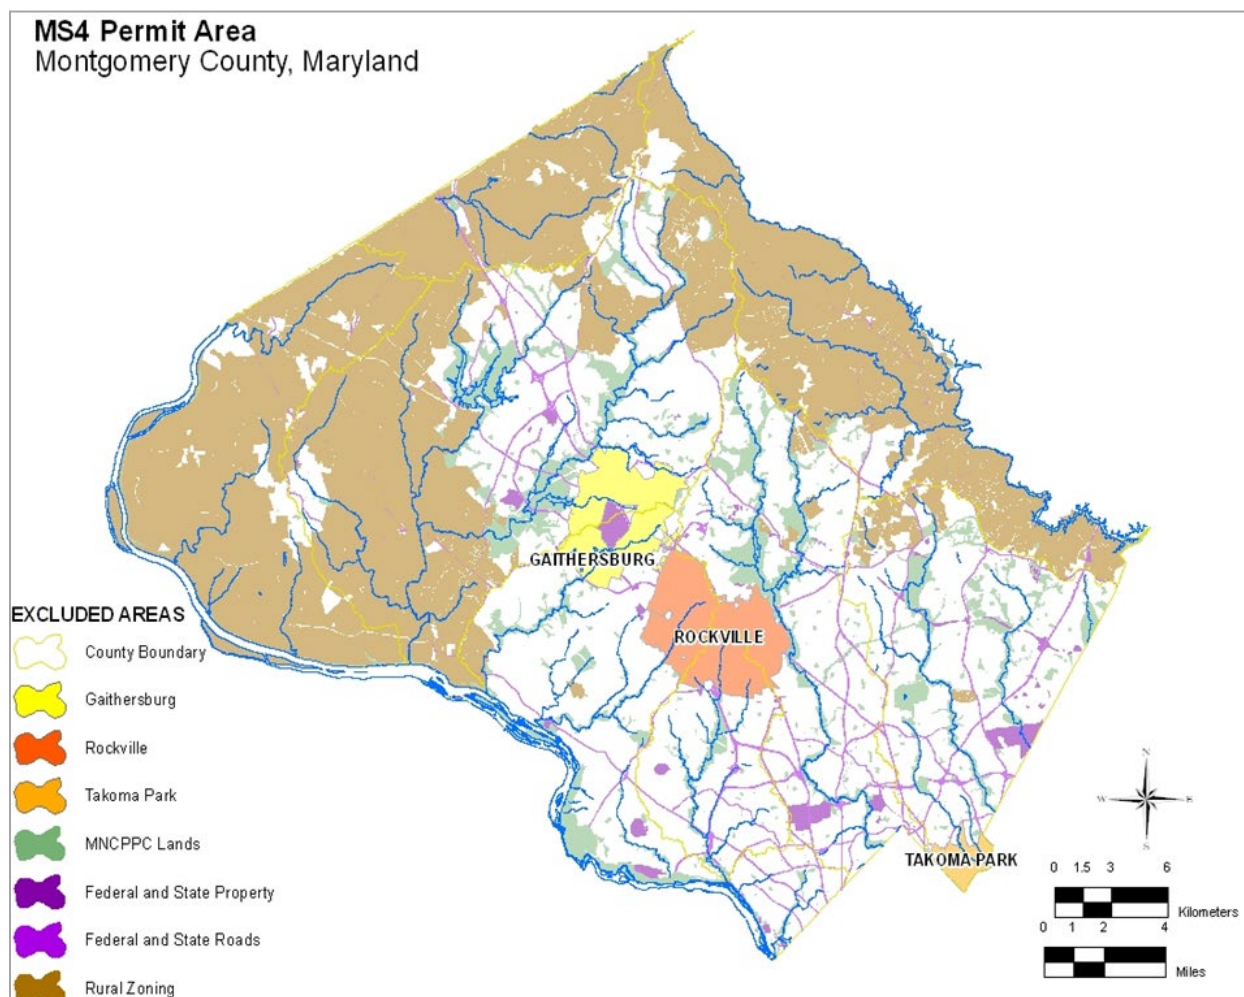 MS4 Permit Area
Montgomery County, Maryland
GAITHERSBURG
ROCKVILLE
TAKOMA PARK
EXCLUDED AREAS
County Boundary
Gaithersburg
Rockville
Takoma Park
MNCPPC Lands
Federal and State Property
Federal and State Roads
Rural Zoning
N
W E
S
0 1.5 3 6
Kilometers
0 1 2 4
Miles